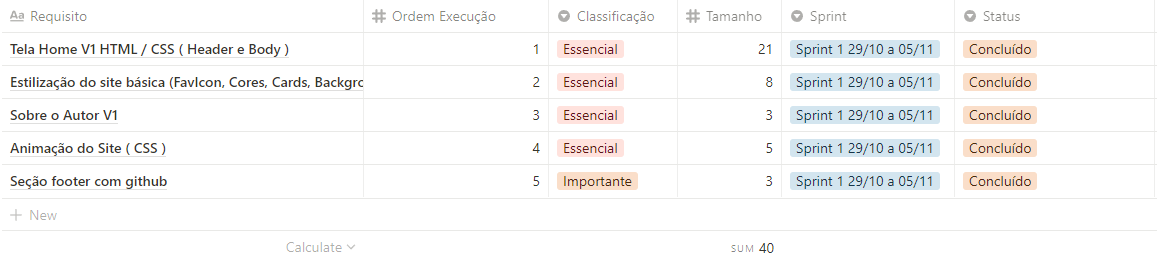 Aa Requisito # Ordem Execução Classificação # Tamanho Sprint Status
Tela Home V1 HTML / CSS ( Header e Body ) 1 Essencial 21 Sprint 1 29/10 a 05/11 Concluído
Estilização do site básica (FavIcon, Cores, Cards, Backgro 2 Essencial 8 Sprint 1 29/10 a 05/11 Concluído
Sobre o Autor V1 3 Essencial 3 Sprint 1 29/10 a 05/11 Concluído
Animação do Site ( CSS ) 4 Essencial 5 Sprint 1 29/10 a 05/11 Concluído
Seção footer com github 5 Importante 3 Sprint 1 29/10 a 05/11 Concluído
+ New
Calculate SUM 40